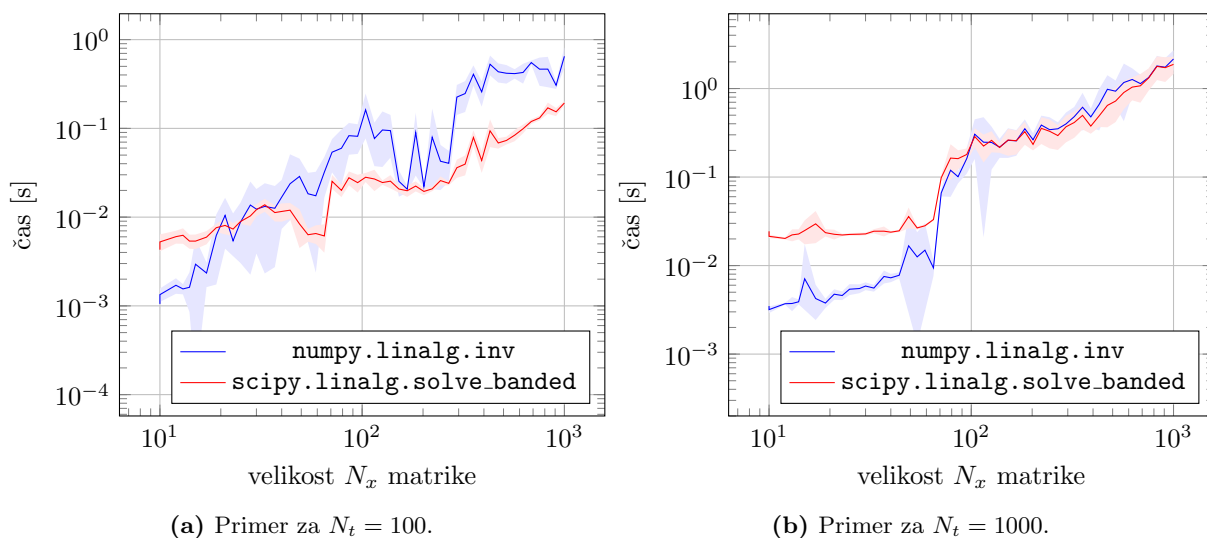 10^0
10^{-1}
10^{-2}
10^{-3}
10^{-4}
čas [s]
numpy.linalg.inv
scipy.linalg.solve_banded
10^1
10^2
10^3
velikost N_x matrike
(a) Primer za N_t = 100.
10^0
10^{-1}
10^{-2}
10^{-3}
čas [s]
numpy.linalg.inv
scipy.linalg.solve_banded
10^1
10^2
10^3
velikost N_x matrike
(b) Primer za N_t = 1000.